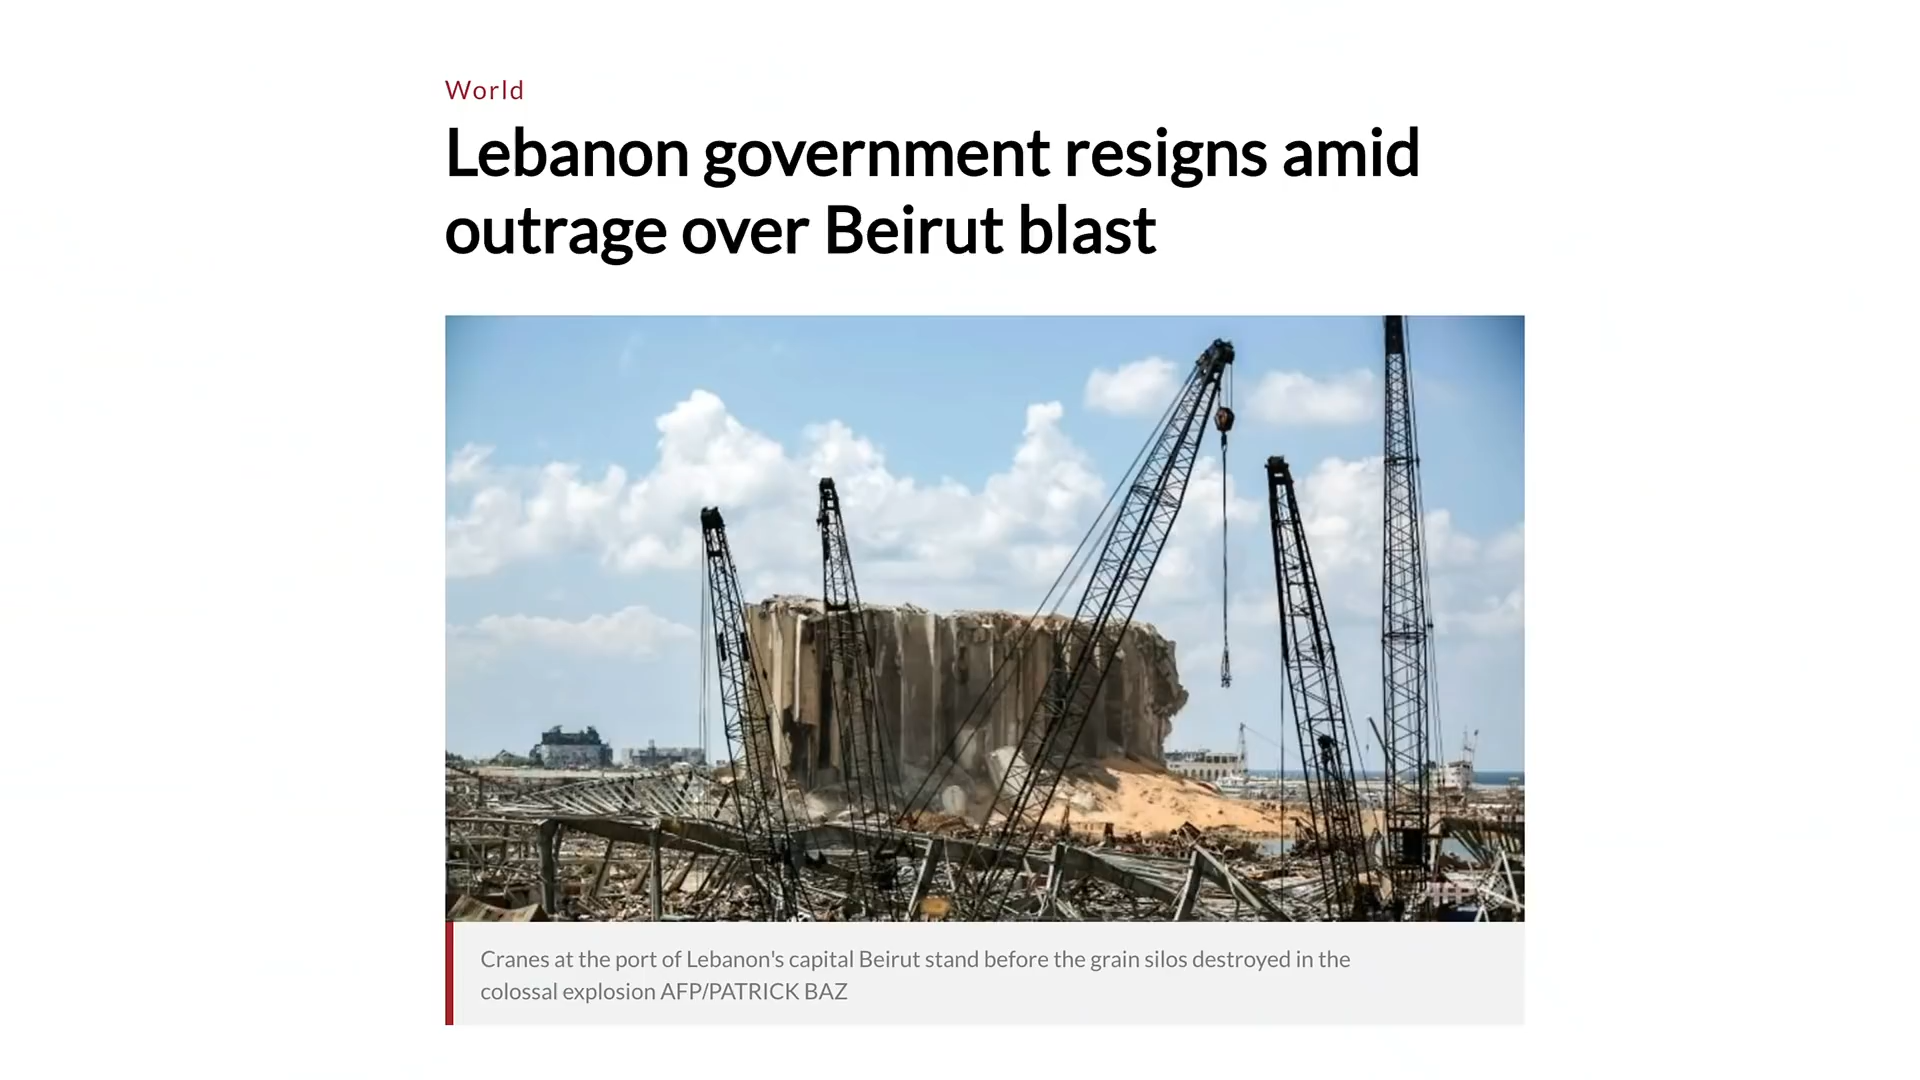 World
Lebanon government resigns amid
outrage over Beirut blast
Cranes at the port of Lebanon's capital Beirut stand before the grain silos destroyed in the
colossal explosion AFP/PATRICK BAZ
AFP